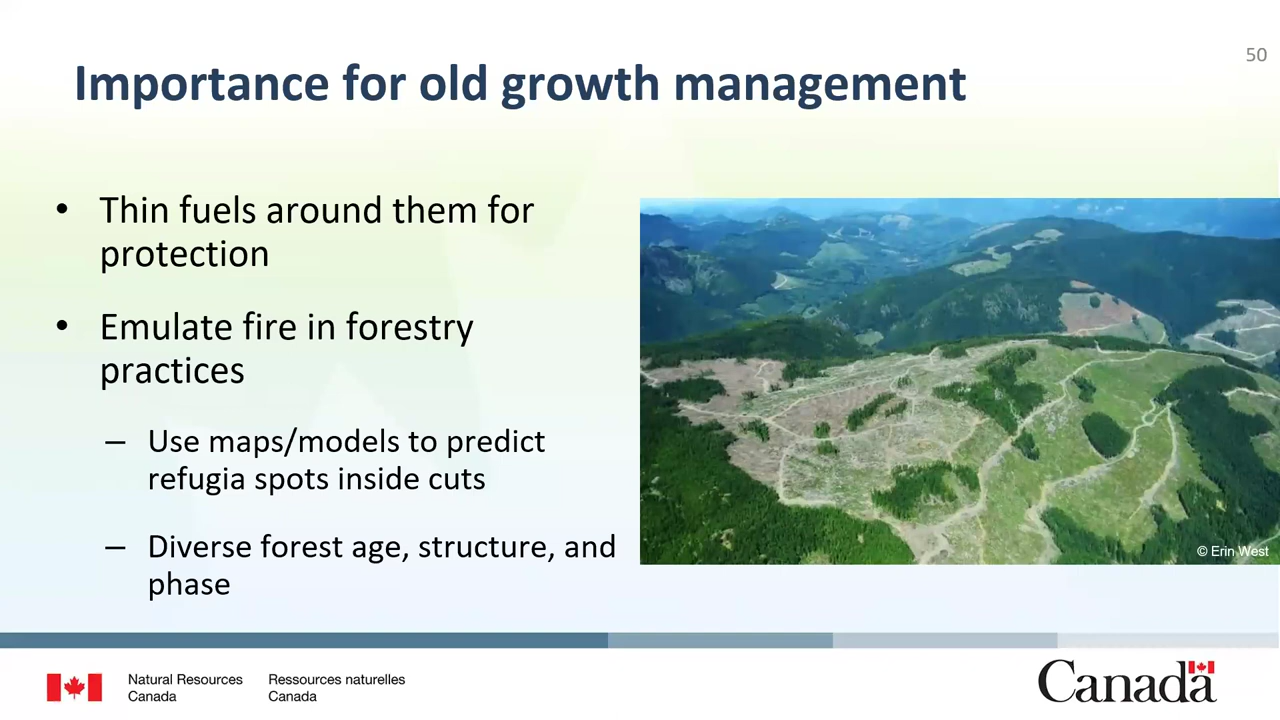 50
Importance for old growth management
• Thin fuels around them for
protection
• Emulate fire in forestry
practices
– Use maps/models to predict
refugia spots inside cuts
– Diverse forest age, structure, and
phase
© Erin West
Natural Resources
Canada
Ressources naturelles
Canada
Canada